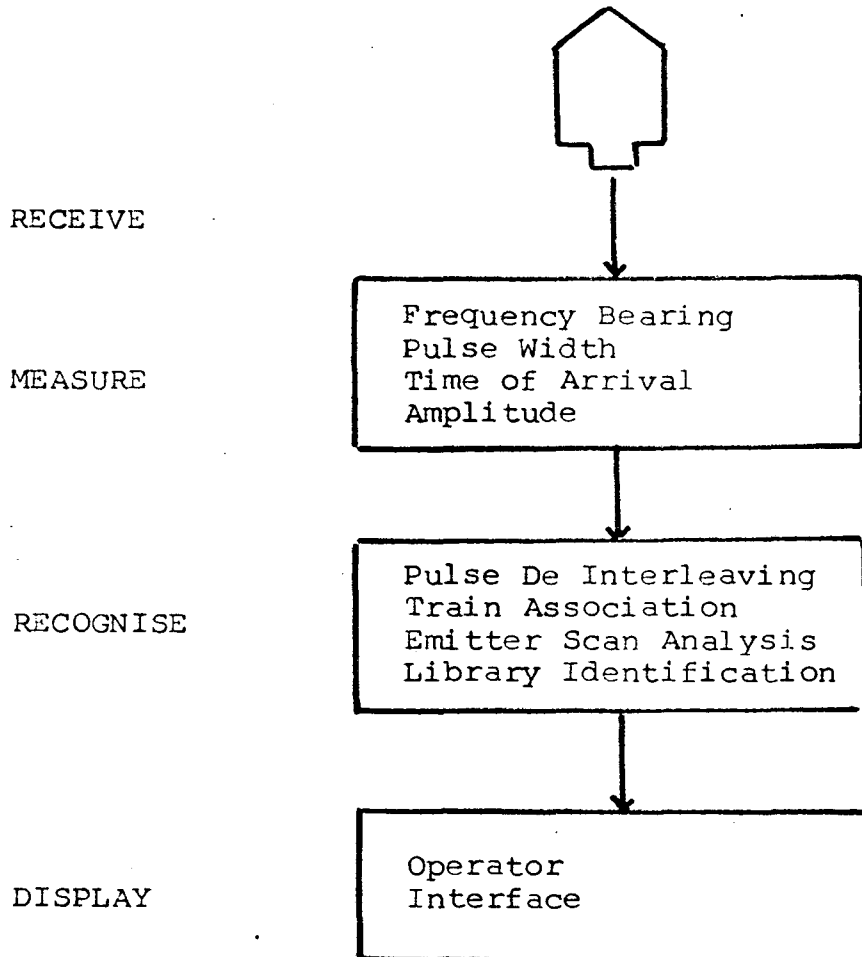 RECEIVE
MEASURE
Frequency Bearing
Pulse Width
Time of Arrival
Amplitude
RECOGNISE
Pulse De Interleaving
Train Association
Emitter Scan Analysis
Library Identification
DISPLAY
Operator
Interface